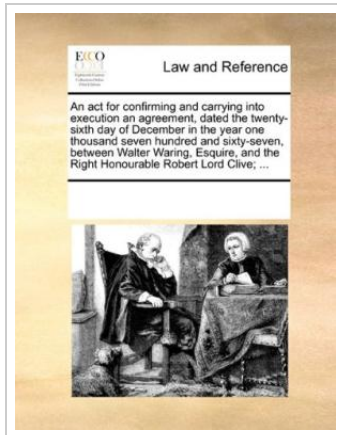 ECCO
Law and Reference
An act for confirming and carrying into
execution an agreement, dated the twenty-
sixth day of December in the year one
thousand seven hundred and sixty-seven,
between Walter Waring, Esquire, and the
Right Honourable Robert Lord Clive; ...